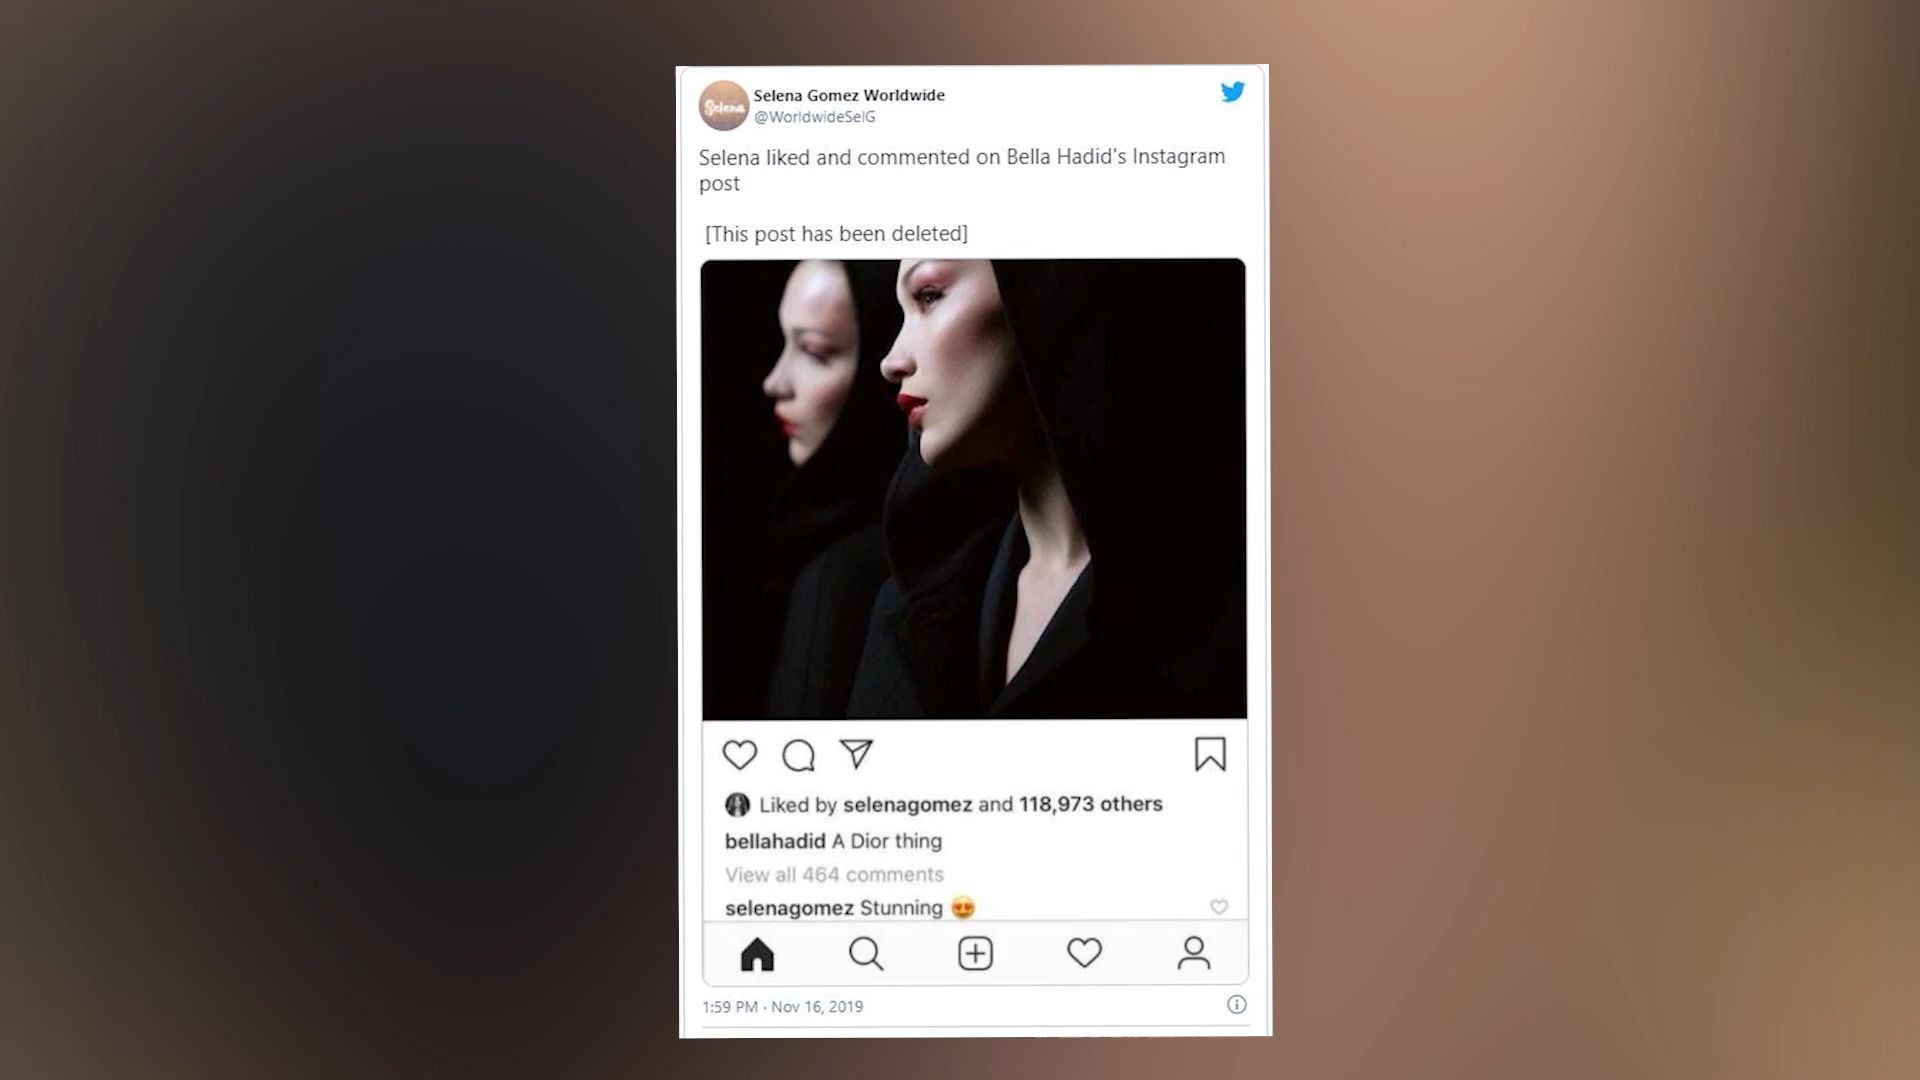 Selena
Selena Gomez Worldwide
@WorldwideSelG
Selena liked and commented on Bella Hadid's Instagram
post
[This post has been deleted]
Liked by selenagomez and 118,973 others
bellahadid A Dior thing
View all 464 comments
selenagomez Stunning 😍
1:59 PM · Nov 16, 2019